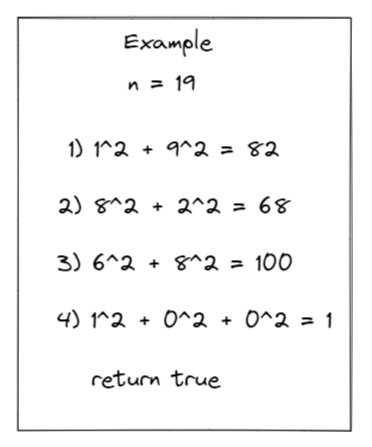 Example
n = 19
1) 1^2 + 9^2 = 82
2) 8^2 + 2^2 = 68
3) 6^2 + 8^2 = 100
4) 1^2 + 0^2 + 0^2 = 1
return true